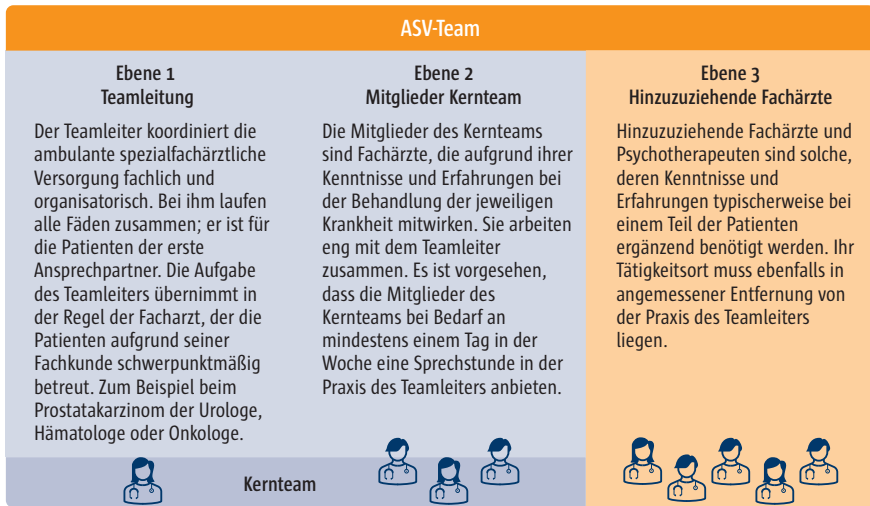 ASV-Team
Ebene 1
Teamleitung
Der Teamleiter koordiniert die
ambulante spezialfachärztliche
Versorgung fachlich und
organisatorisch. Bei ihm laufen
alle Fäden zusammen; er ist für
die Patienten der erste
Ansprechpartner. Die Aufgabe
des Teamleiters übernimmt in
der Regel der Facharzt, der die
Patienten aufgrund seiner
Fachkunde schwerpunktmäßig
betreut. Zum Beispiel beim
Prostatakarzinom der Urologe,
Hämatologe oder Onkologe.
Ebene 2
Mitglieder Kernteam
Die Mitglieder des Kernteams
sind Fachärzte, die aufgrund ihrer
Kenntnisse und Erfahrungen bei
der Behandlung der jeweiligen
Krankheit mitwirken. Sie arbeiten
eng mit dem Teamleiter
zusammen. Es ist vorgesehen,
dass die Mitglieder des
Kernteams bei Bedarf an
mindestens einem Tag in der
Woche eine Sprechstunde in der
Praxis des Teamleiters anbieten.
Kernteam
Ebene 3
Hinzuzuziehende Fachärzte
Hinzuzuziehende Fachärzte und
Psychotherapeuten sind solche,
deren Kenntnisse und
Erfahrungen typischerweise bei
einem Teil der Patienten
ergänzend benötigt werden. Ihr
Tätigkeitsort muss ebenfalls in
angemessener Entfernung von
der Praxis des Teamleiters
liegen.